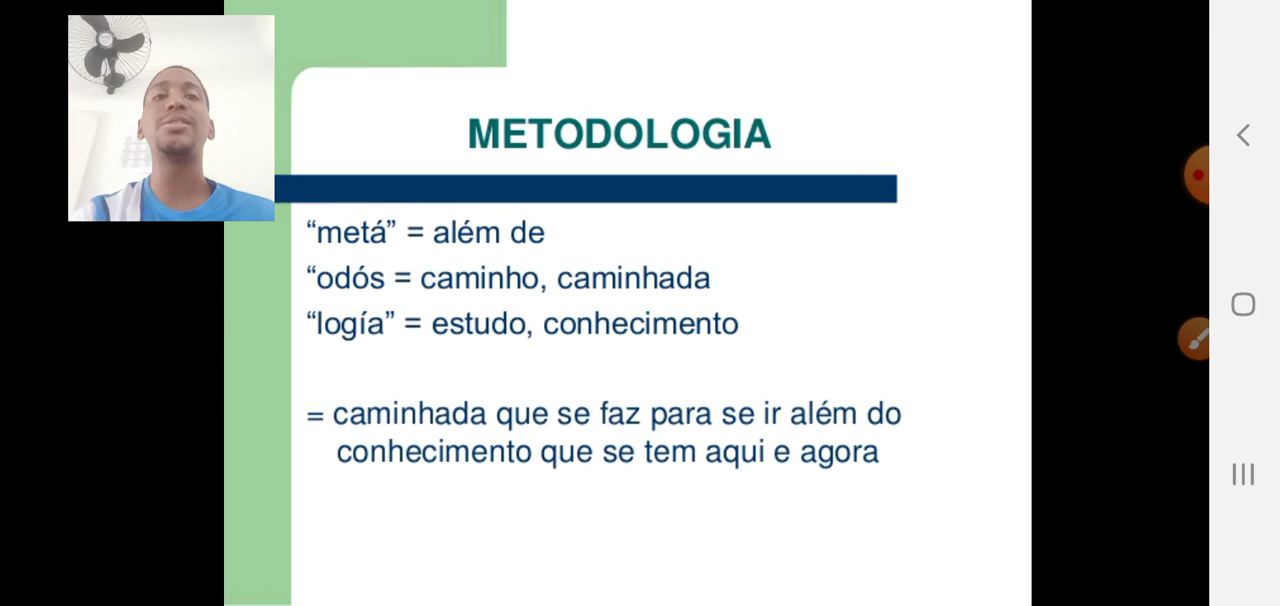 METODOLOGIA
“metá” = além de
“odós = caminho, caminhada
“logía” = estudo, conhecimento
= caminhada que se faz para se ir além do
conhecimento que se tem aqui e agora